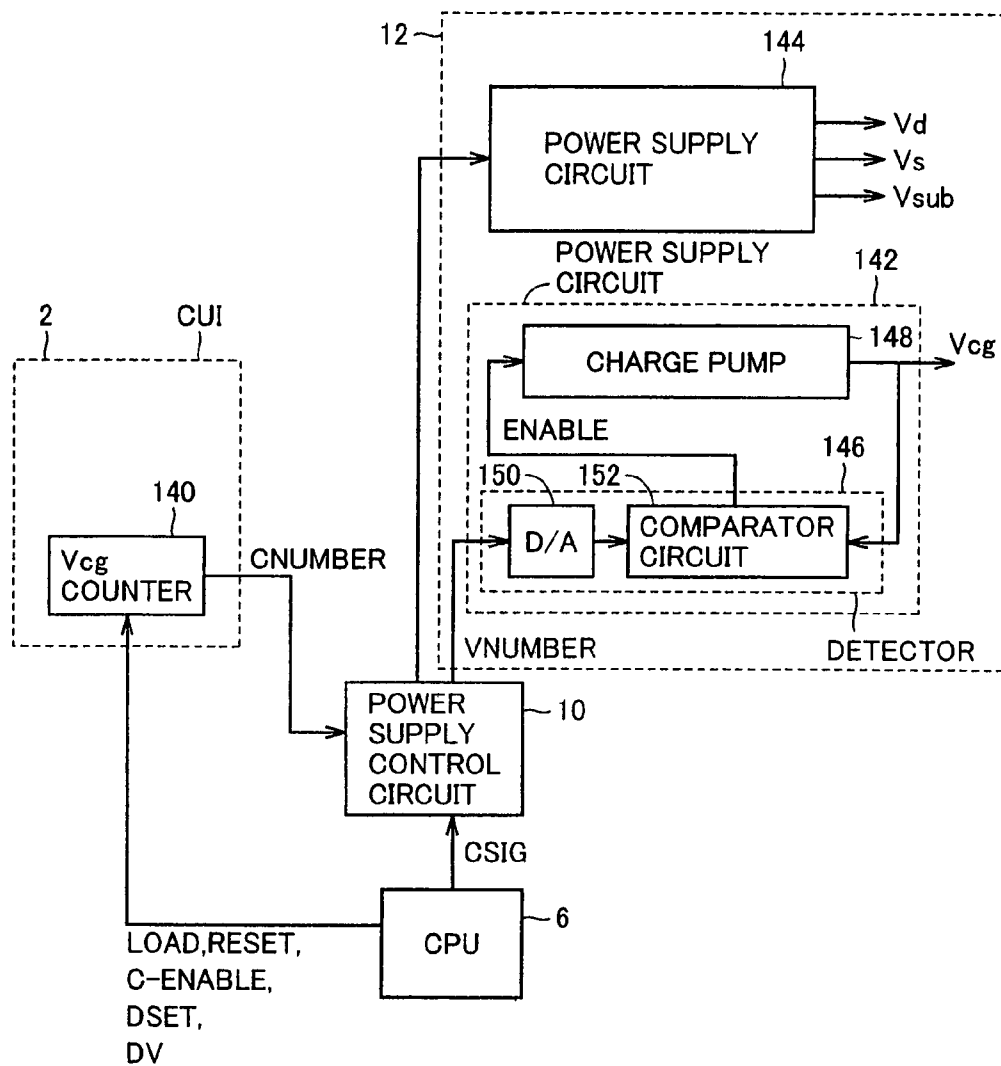 12
144
POWER SUPPLY
CIRCUIT
Vd
Vs
Vsub
POWER SUPPLY
CIRCUIT
142
2
CUI
CHARGE PUMP
148
Vcg
ENABLE
146
150
152
140
D/A
COMPARATOR
CIRCUIT
Vcg
COUNTER
CNUMBER
VNUMBER
DETECTOR
POWER
SUPPLY
CONTROL
CIRCUIT
10
CSIG
CPU
6
LOAD,RESET,
C-ENABLE,
DSET,
DV